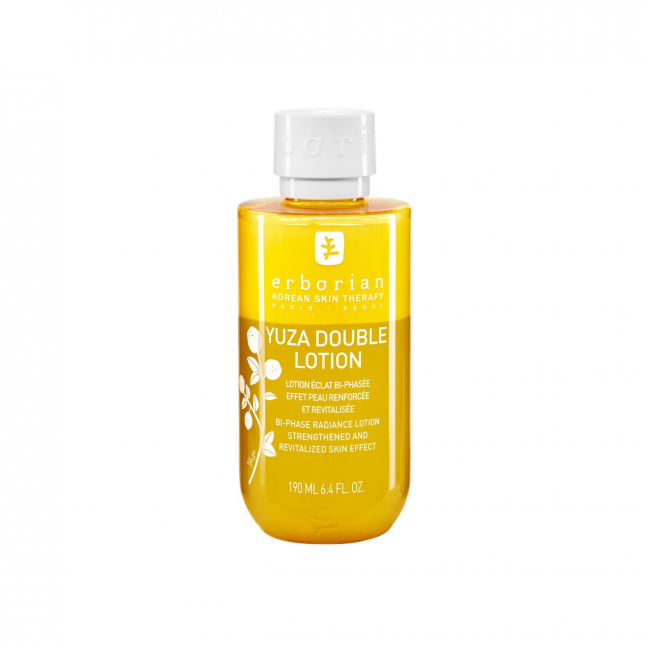 erborian
KOREAN SKIN THERAPY
PARIS - SEOUL
YUZA DOUBLE
LOTION
LOTION ÉCLAT BI-PHASÉE
EFFET PEAU RENFORCÉE
ET REVITALISÉE
BI-PHASE RADIANCE LOTION
STRENGTHENED AND
REVITALIZED SKIN EFFECT
190 ML 6.4 FL. OZ.